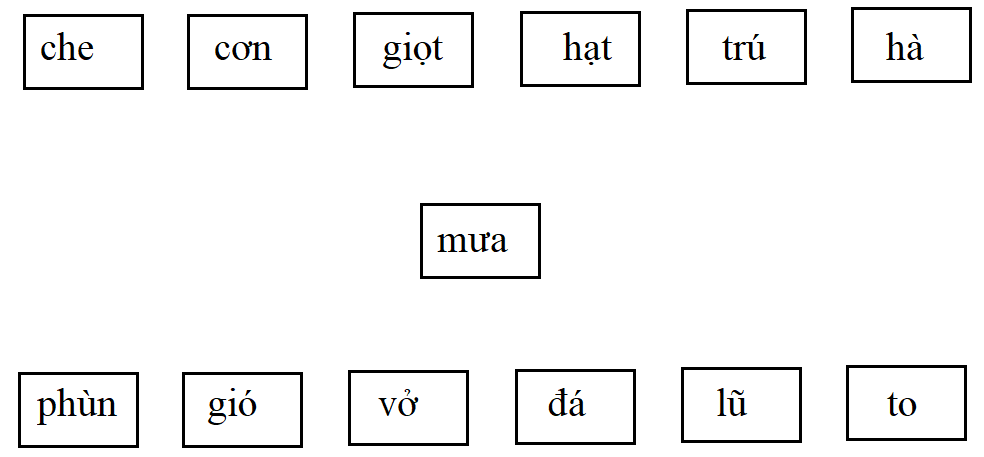 che cơn giọt hạt trú hà
mưa
phùn gió vở đá lũ to